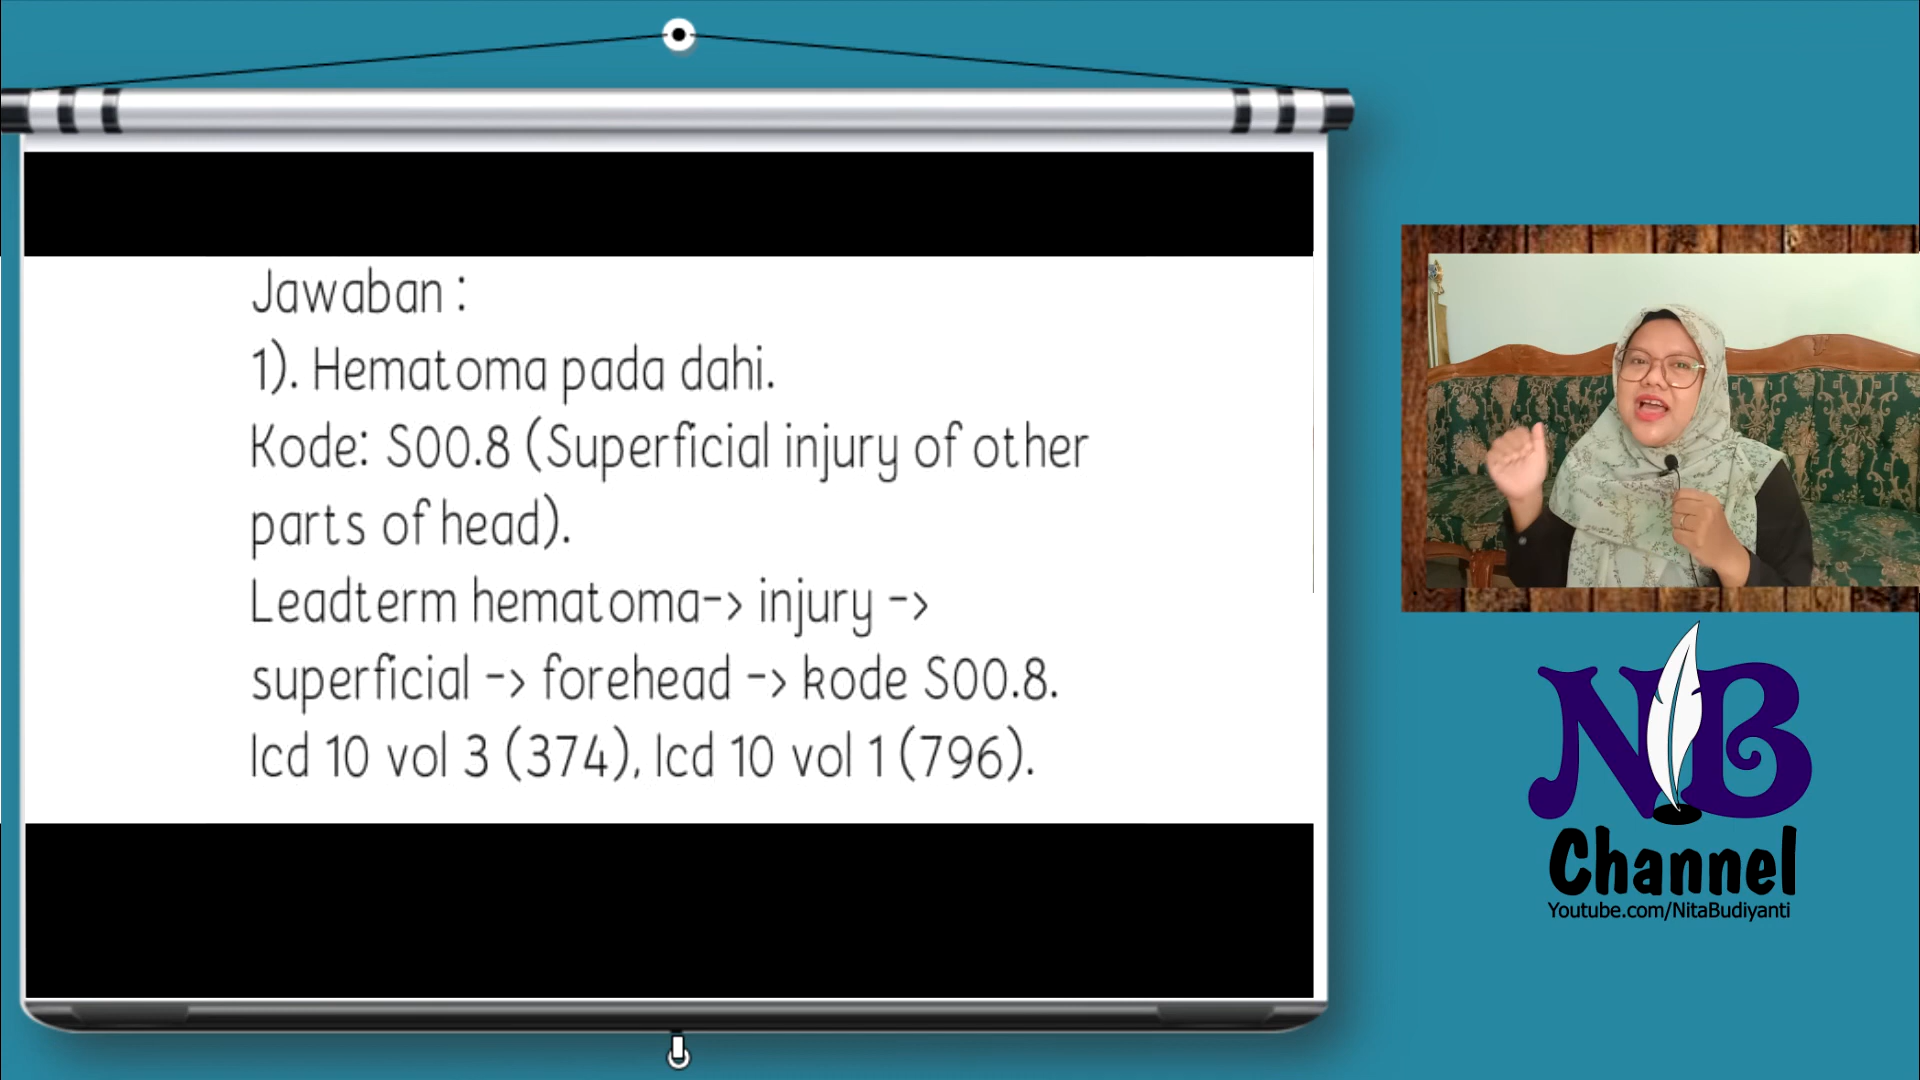 Jawaban :
1). Hematoma pada dahi.
Kode: S00.8 (Superficial injury of other
parts of head).
Leadterm hematoma-> injury ->
superficial -> forehead -> kode S00.8.
Icd 10 vol 3 (374), Icd 10 vol 1 (796).
NB
Channel
Youtube.com/NitaBudiyanti